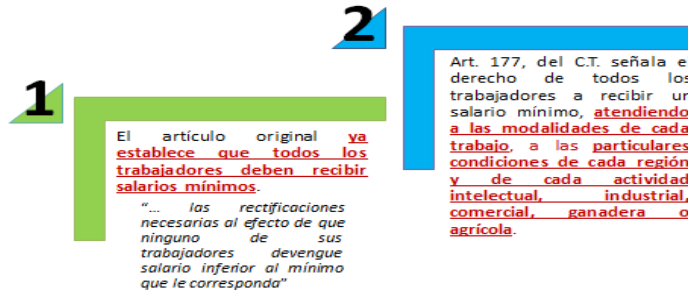 1
El artículo original ya
establece que todos los
trabajadores deben recibir
salarios mínimos.
"... las rectificaciones
necesarias al efecto de que
ninguno de sus
trabajadores devengue
salario inferior al mínimo
que le corresponda"
2
Art. 177, del C.T. señala e
derecho de todos los
trabajadores a recibir un
salario mínimo, atendiendo
a las modalidades de cada
trabajo, a las particulares
condiciones de cada región
y de cada actividad
intelectual, industrial,
comercial, ganadera o
agrícola.